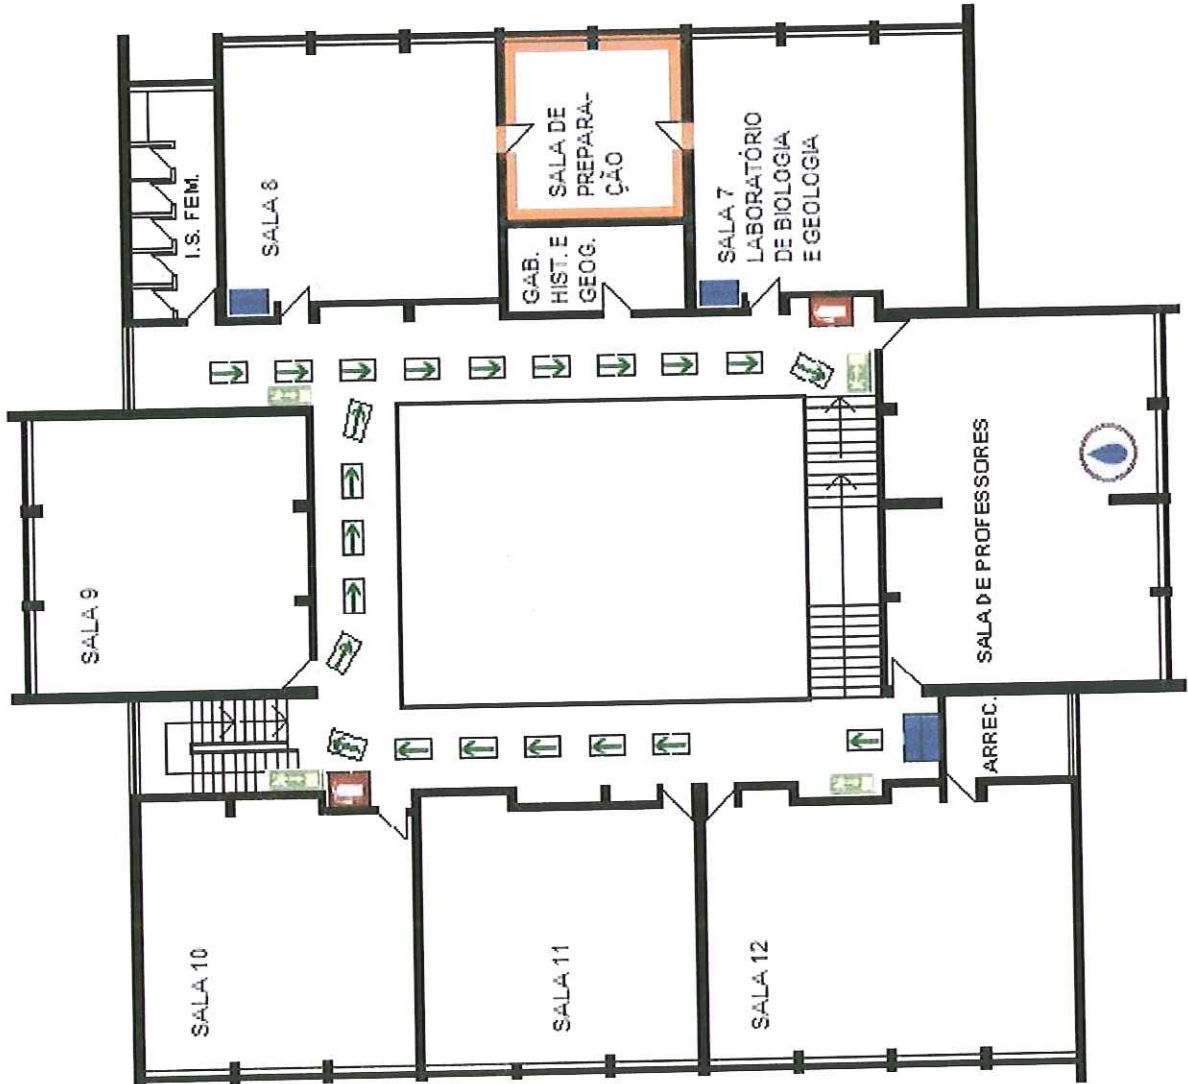 I.S. FEM.
SALA 8
SALA DE
PREPARA-
ÇÃO
GAB.
HIST. E
GEOG.
SALA 7
LABORATÓRIO
DE BIOLOGIA
E GEOLOGIA
SALA 9
SALA DE PROFESSORES
ARREC.
SALA 10
SALA 11
SALA 12